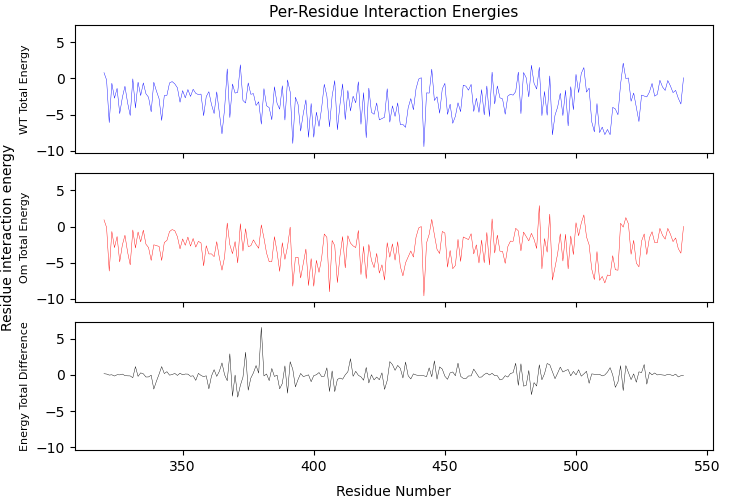 Per-Residue Interaction Energies
Residue interaction energy
WT Total Energy
5
0
−5
−10
Om Total Energy
5
0
−5
−10
Energy Total Difference
5
0
−5
−10
350
400
450
500
550
Residue Number